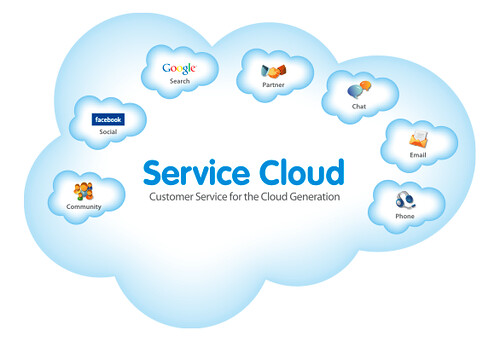 Google
Search
Partner
Chat
facebook
Social
Email
Service Cloud
Customer Service for the Cloud Generation
Community
Phone